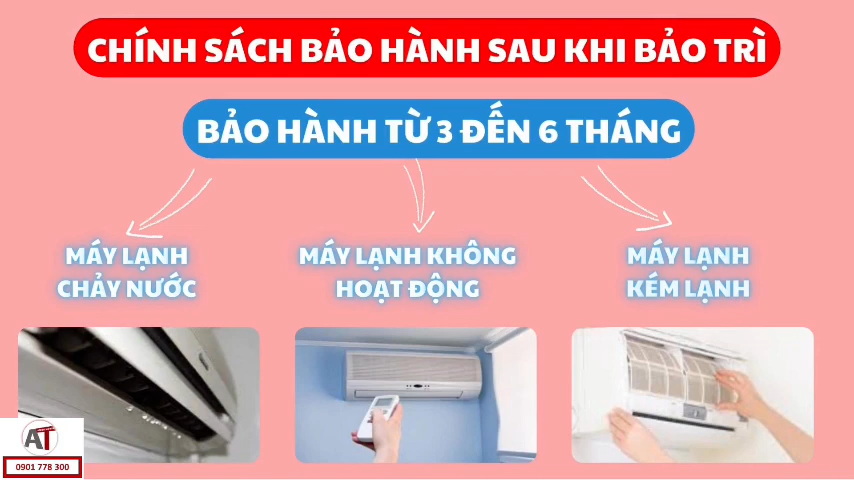 CHÍNH SÁCH BẢO HÀNH SAU KHI BẢO TRÌ
BẢO HÀNH TỪ 3 ĐẾN 6 THÁNG
MÁY LẠNH
CHẢY NƯỚC
MÁY LẠNH KHÔNG
HOẠT ĐỘNG
MÁY LẠNH
KÉM LẠNH
AT
0901 778 300